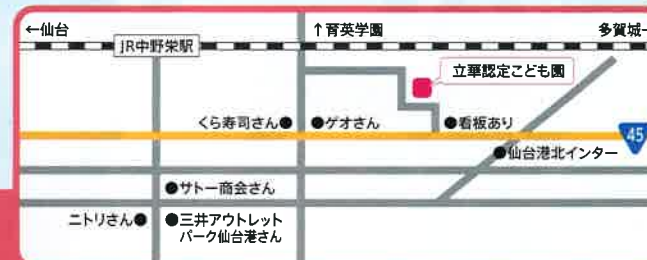 ←仙台
↑育英学園
多賀城
JR中野栄駅
立華認定こども園
くら寿司さん●
●ゲオさん
●看板あり
45
●仙台港北インター
●サトー商会さん
ニトリさん●
●三井アウトレット
パーク仙台港さん